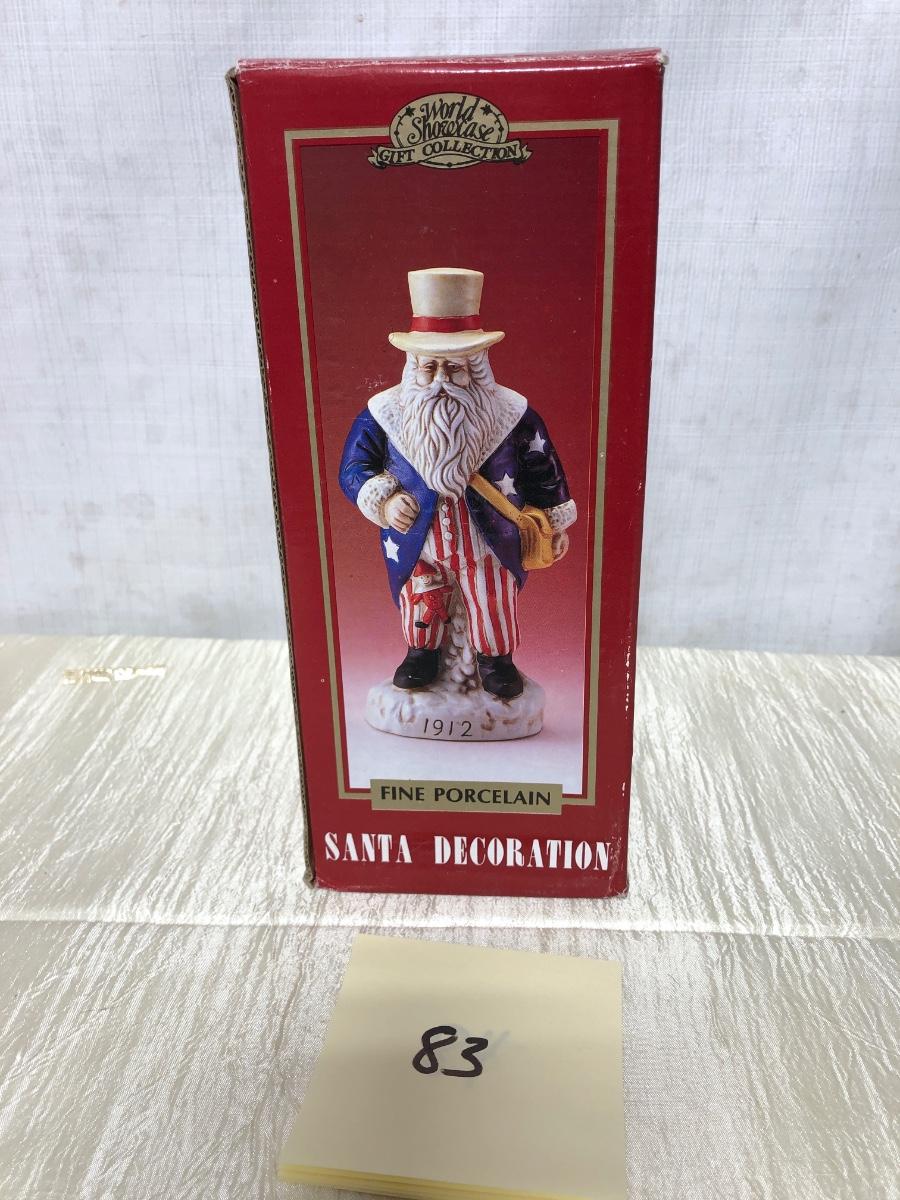 World
Showcase
GIFT COLLECTION
1912
FINE PORCELAIN
SANTA DECORATION
83